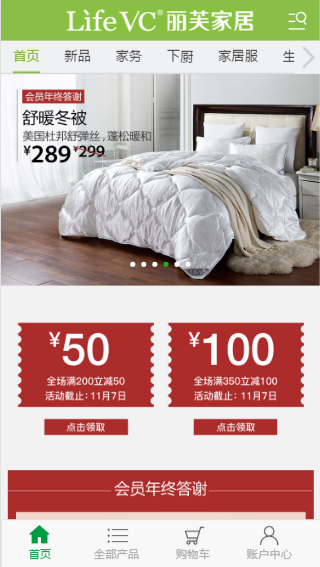 LifeVC® 丽芙家居
首页 新品 家务 下厨 家居服 生
会员年终答谢
舒暖冬被
美国杜邦舒弹丝,蓬松暖和
¥289 ¥299
¥50 ¥100
全场满200立减50 全场满350立减100
活动截止:11月7日 活动截止:11月7日
点击领取 点击领取
会员年终答谢
首页 全部产品 购物车 账户中心